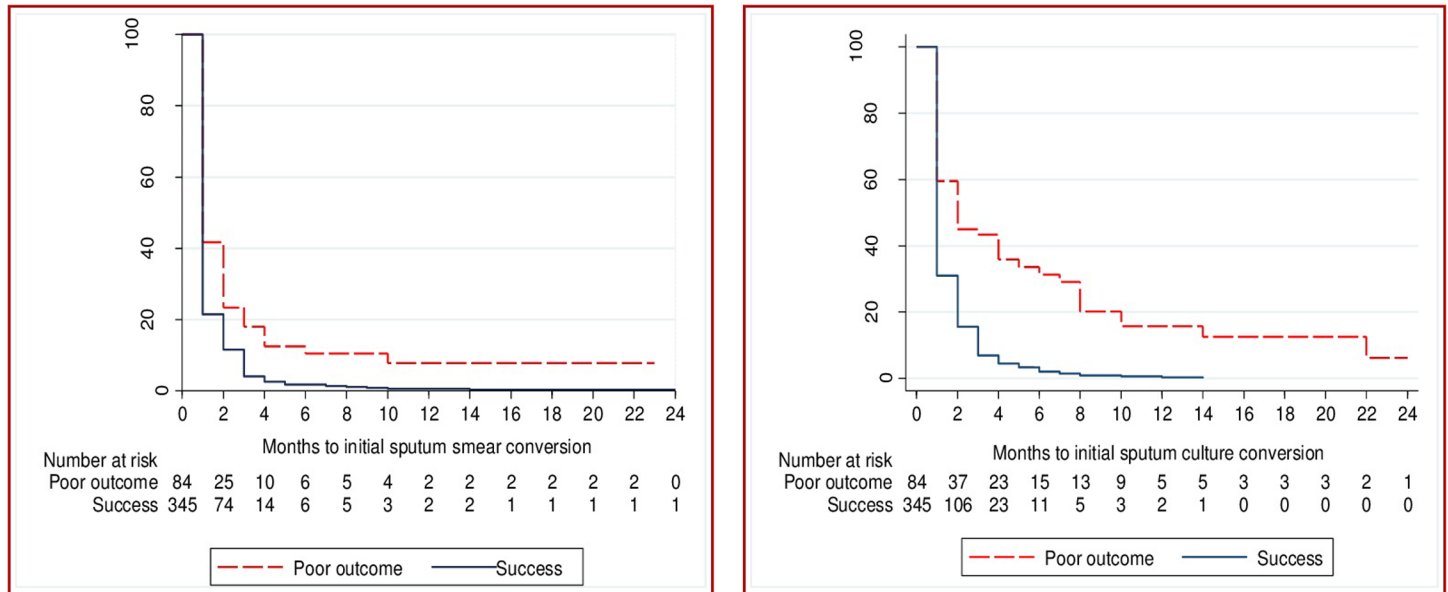 100
80
60
40
20
0
0 2 4 6 8 10 12 14 16 18 20 22 24
Months to initial sputum smear conversion
Number at risk
Poor outcome 84 25 10 6 5 4 2 2 2 2 2 2 0
Success 345 74 14 6 5 3 2 2 1 1 1 1 1
Poor outcome Success
100
80
60
40
20
0
0 2 4 6 8 10 12 14 16 18 20 22 24
Months to initial sputum culture conversion
Number at risk
Poor outcome 84 37 23 15 13 9 5 5 3 3 3 2 1
Success 345 106 23 11 5 3 2 1 0 0 0 0 0
Poor outcome Success